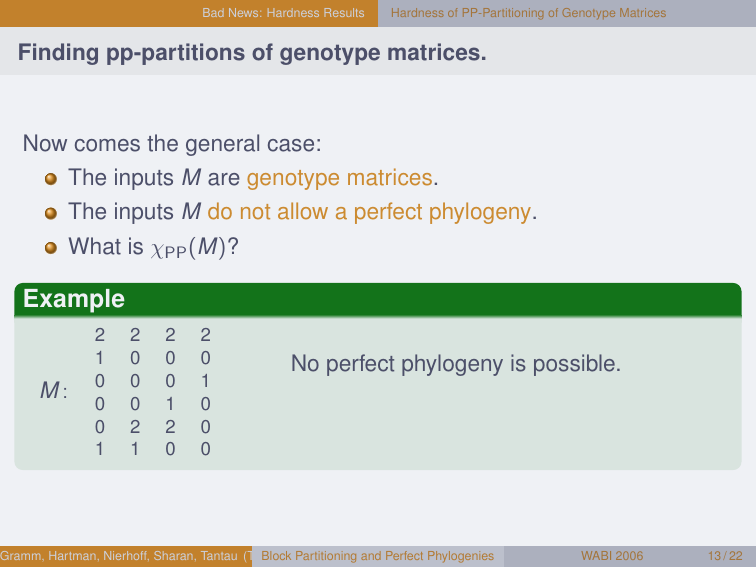 Bad News: Hardness Results Hardness of PP-Partitioning of Genotype Matrices
Finding pp-partitions of genotype matrices.
Now comes the general case:
The inputs M are genotype matrices.
The inputs M do not allow a perfect phylogeny.
What is χPP(M)?
Example
M:
2 2 2 2
1 0 0 0
0 0 0 1
0 0 1 0
0 2 2 0
1 1 0 0
No perfect phylogeny is possible.
Gramm, Hartman, Nierhoff, Sharan, Tantau (T Block Partitioning and Perfect Phylogenies WABI 2006 13 / 22